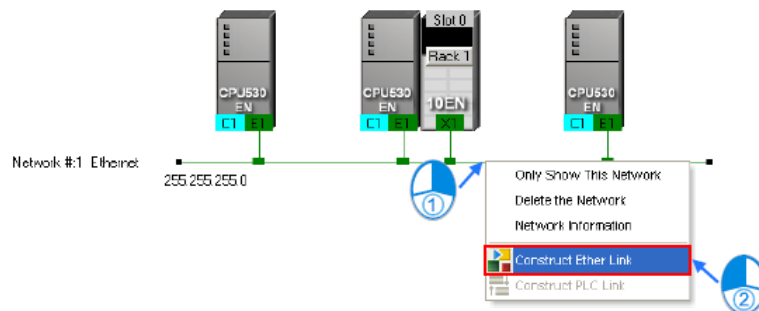 Slot 0
Rack 1
CPU530
EN
C1 E1
CPU530
EN
C1 E1
10EN
X1
CPU530
EN
C1 E1
Network #:1 Ethernet
255.255.255.0
1
Only Show This Network
Delete the Network
Network Information
Construct Ether Link
Construct PLC Link
2